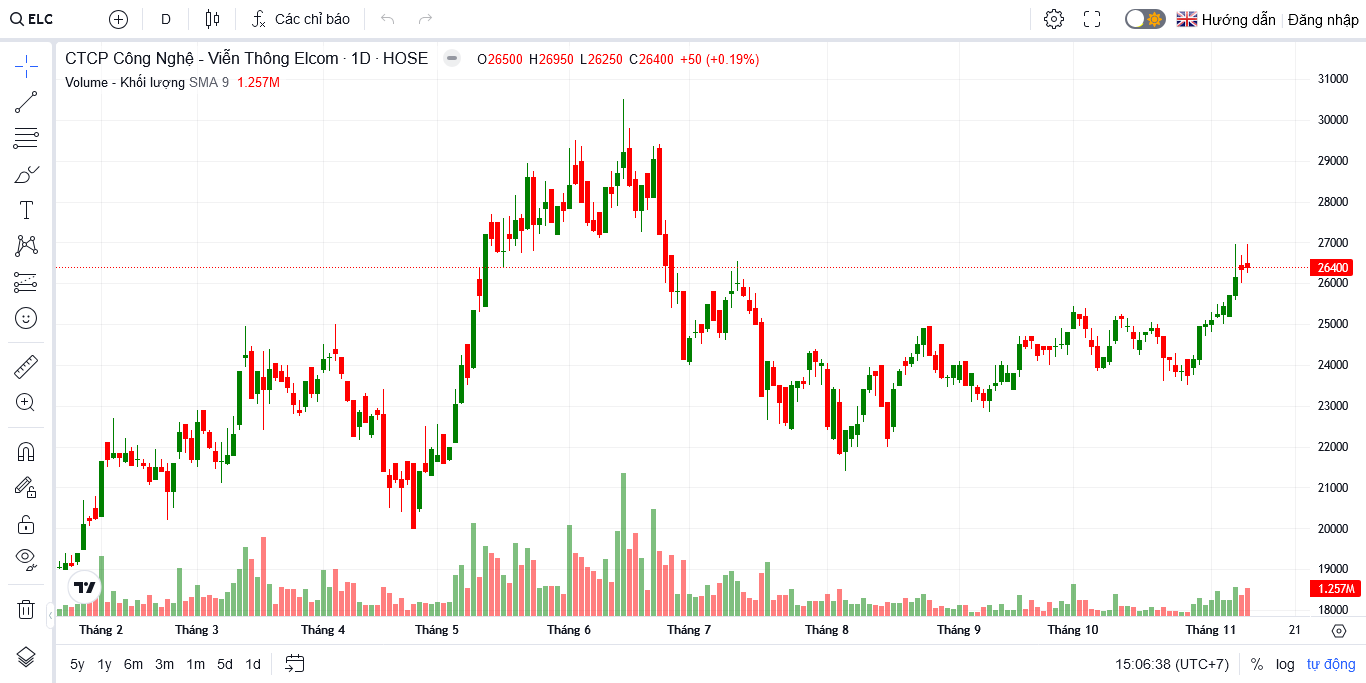 ELC D Các chỉ báo Hướng dẫn Đăng nhập
CTCP Công Nghệ - Viễn Thông Elcom · 1D · HOSE O26500 H26950 L26250 C26400 +50 (+0.19%)
Volume - Khối lượng SMA 9 1.257M
31000
30000
29000
28000
27000
26400
26000
25000
24000
23000
22000
21000
20000
19000
1.257M
18000
Tháng 2 Tháng 3 Tháng 4 Tháng 5 Tháng 6 Tháng 7 Tháng 8 Tháng 9 Tháng 10 Tháng 11 21
5y 1y 6m 3m 1m 5d 1d 15:06:38 (UTC+7) % log tự động